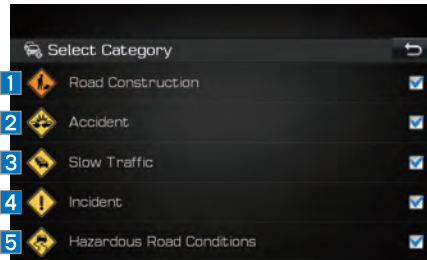 Select Category
1 Road Construction
2 Accident
3 Slow Traffic
4 Incident
5 Hazardous Road Conditions